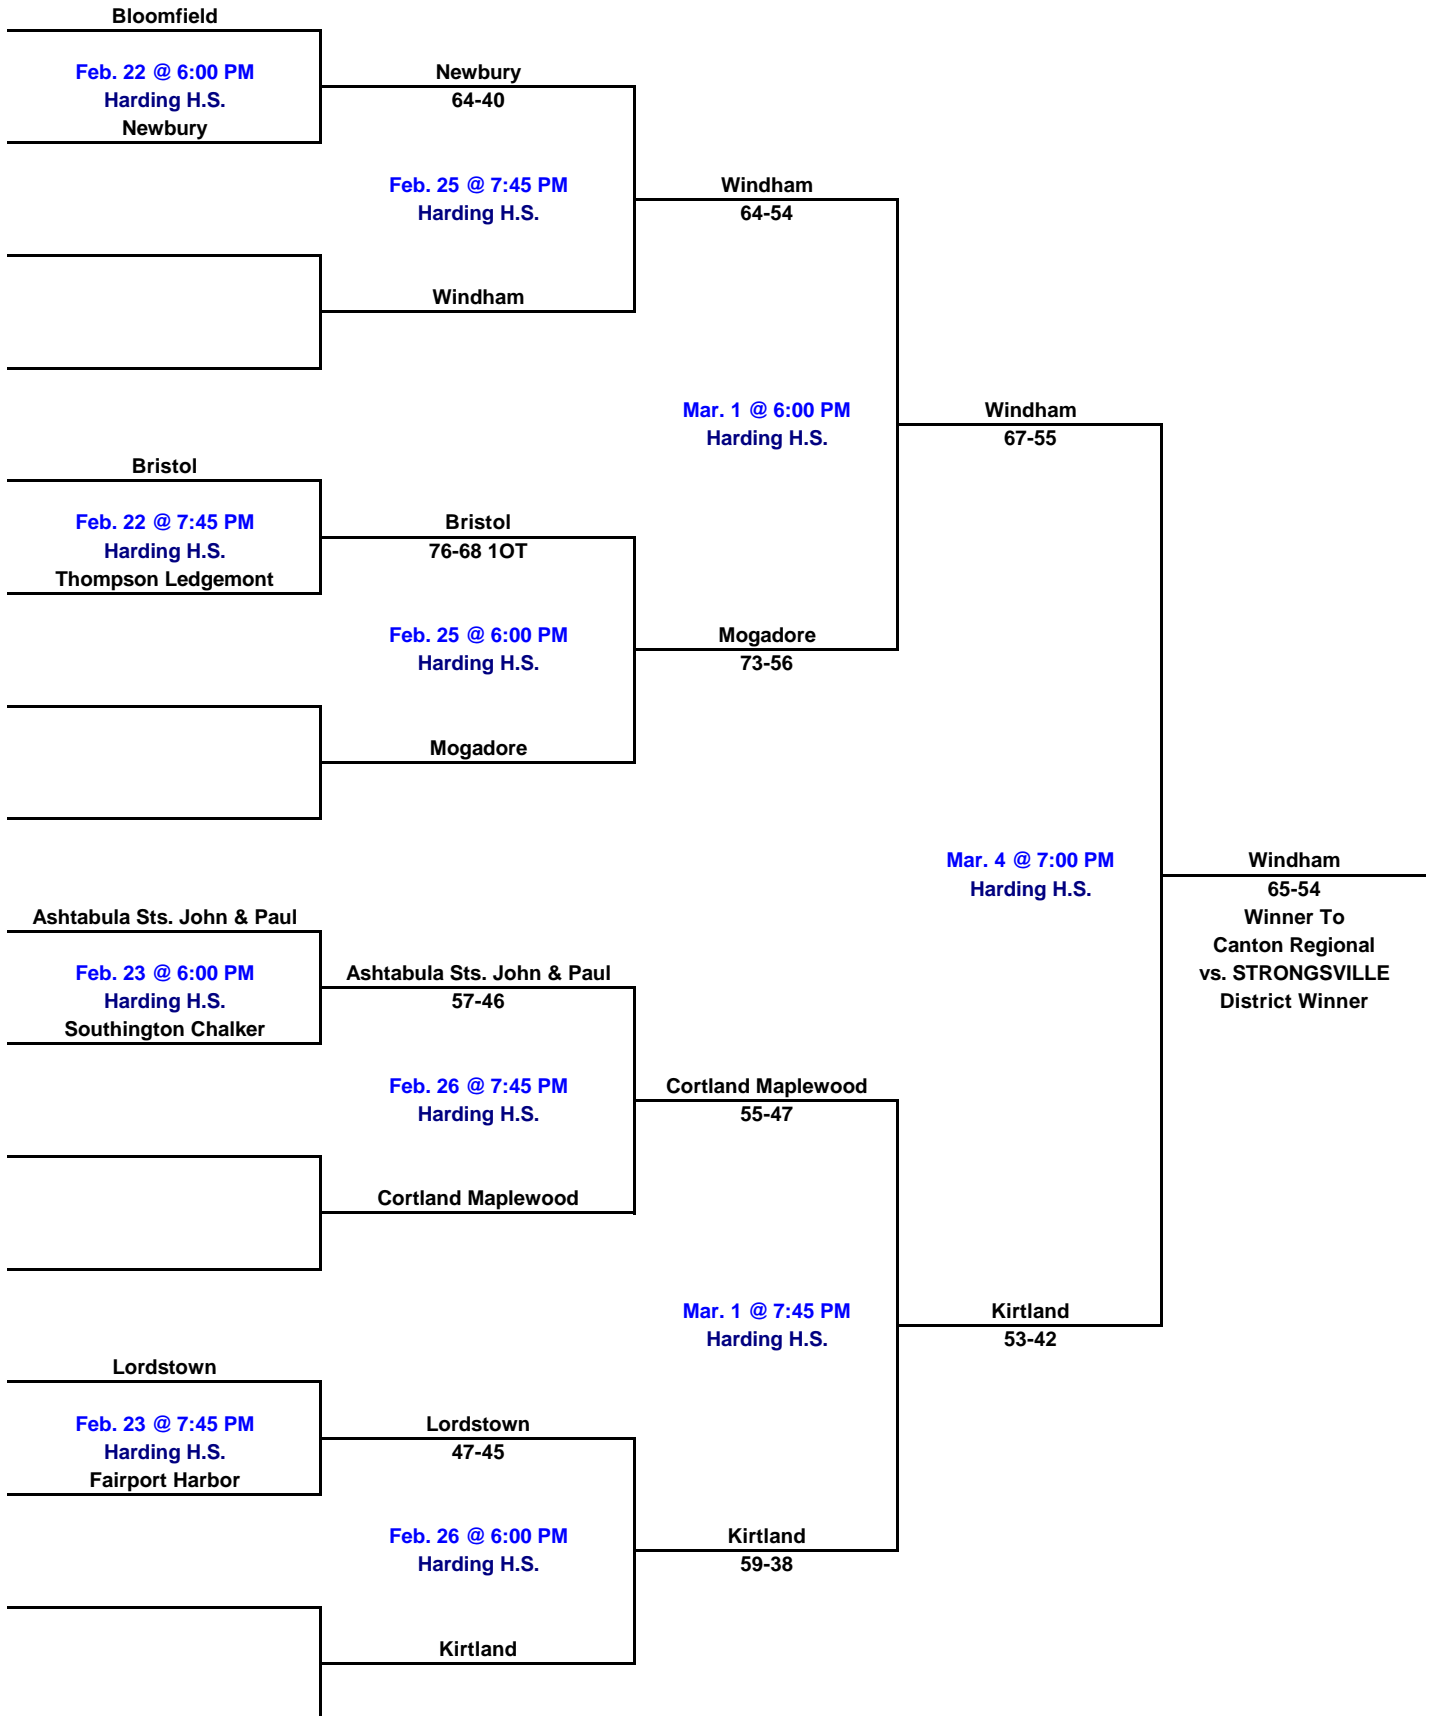 Bloomfield
Feb. 22 @ 6:00 PM
Harding H.S.
Newbury
Newbury
64-40
Feb. 25 @ 7:45 PM
Harding H.S.
Windham
Windham
64-54
Mar. 1 @ 6:00 PM
Harding H.S.
Windham
67-55
Bristol
Feb. 22 @ 7:45 PM
Harding H.S.
Thompson Ledgemont
Bristol
76-68 1OT
Feb. 25 @ 6:00 PM
Harding H.S.
Mogadore
Mogadore
73-56
Mar. 4 @ 7:00 PM
Harding H.S.
Windham
65-54
Winner To
Canton Regional
vs. STRONGSVILLE
District Winner
Ashtabula Sts. John & Paul
Feb. 23 @ 6:00 PM
Harding H.S.
Southington Chalker
Ashtabula Sts. John & Paul
57-46
Feb. 26 @ 7:45 PM
Harding H.S.
Cortland Maplewood
Cortland Maplewood
55-47
Mar. 1 @ 7:45 PM
Harding H.S.
Kirtland
53-42
Lordstown
Feb. 23 @ 7:45 PM
Harding H.S.
Fairport Harbor
Lordstown
47-45
Feb. 26 @ 6:00 PM
Harding H.S.
Kirtland
Kirtland
59-38